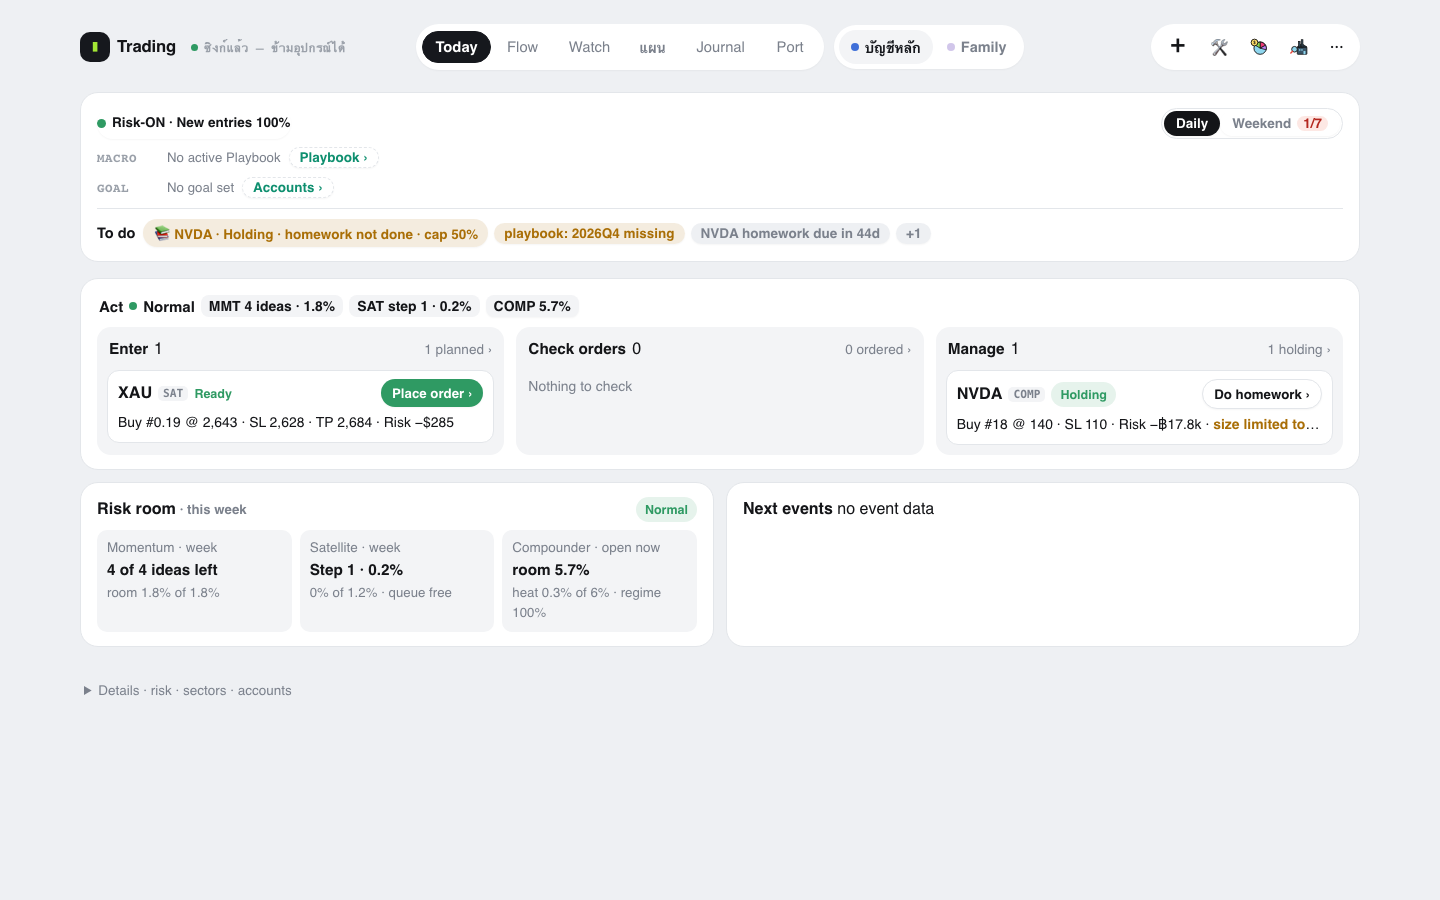 Trading
ซิงก์แล้ว — ข้ามอุปกรณ์ได้
Today Flow Watch แผน Journal Port
บัญชีหลัก Family
+ ...
Risk-ON · New entries 100%
Daily Weekend 1/7
MACRO No active Playbook Playbook ›
GOAL No goal set Accounts ›
To do NVDA · Holding · homework not done · cap 50% playbook: 2026Q4 missing NVDA homework due in 44d +1
Act Normal MMT 4 ideas · 1.8% SAT step 1 · 0.2% COMP 5.7%
Enter 1 1 planned ›
XAU SAT Ready Place order ›
Buy #0.19 @ 2,643 · SL 2,628 · TP 2,684 · Risk −$285
Check orders 0 0 ordered ›
Nothing to check
Manage 1 1 holding ›
NVDA COMP Holding Do homework ›
Buy #18 @ 140 · SL 110 · Risk −฿17.8k · size limited to…
Risk room · this week Normal
Momentum · week
4 of 4 ideas left
room 1.8% of 1.8%
Satellite · week
Step 1 · 0.2%
0% of 1.2% · queue free
Compounder · open now
room 5.7%
heat 0.3% of 6% · regime
100%
Next events no event data
Details · risk · sectors · accounts